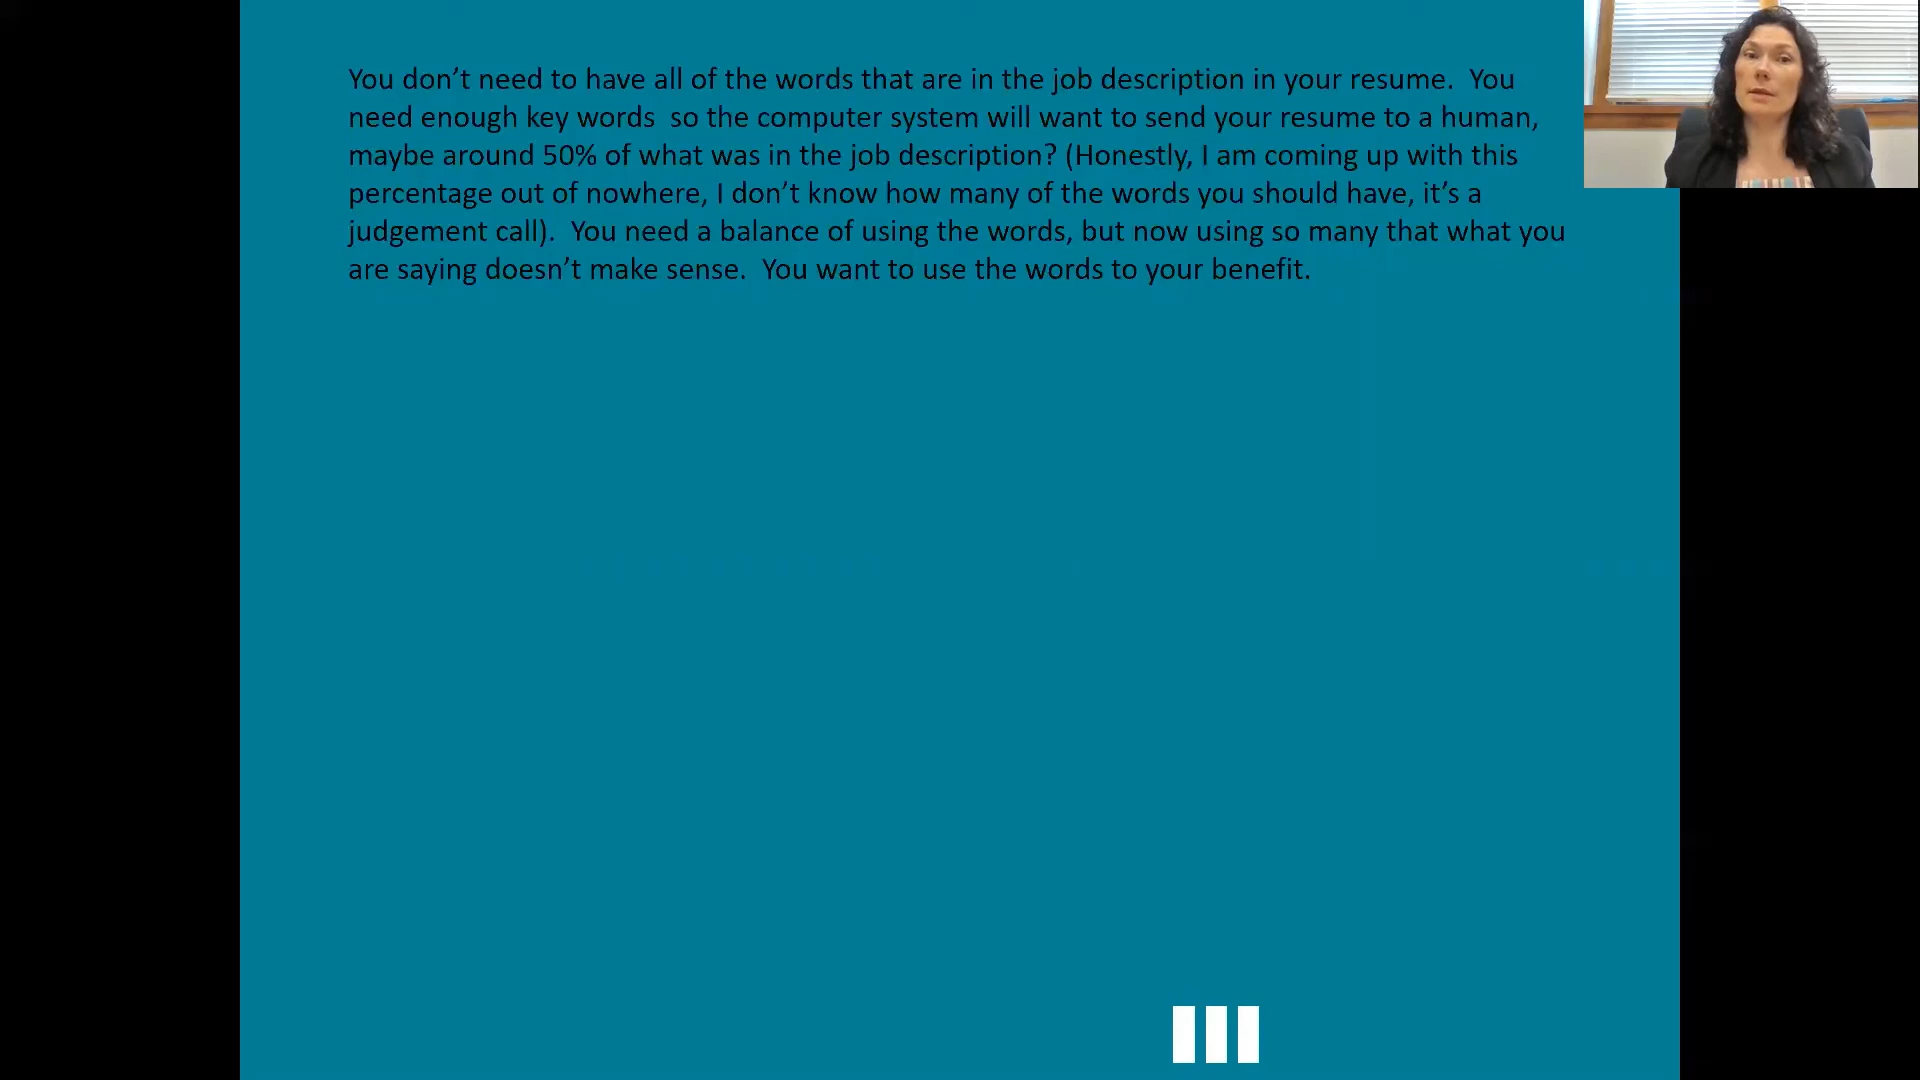 You don’t need to have all of the words that are in the job description in your resume.  You
need enough key words  so the computer system will want to send your resume to a human,
maybe around 50% of what was in the job description? (Honestly, I am coming up with this
percentage out of nowhere, I don’t know how many of the words you should have, it’s a
judgement call).  You need a balance of using the words, but now using so many that what you
are saying doesn’t make sense.  You want to use the words to your benefit.